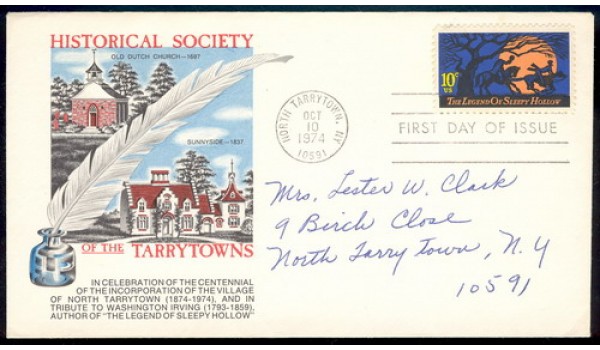 HISTORICAL SOCIETY
OLD DUTCH CHURCH—1697
SUNNYSIDE—1837
OF THE TARRYTOWNS
IN CELEBRATION OF THE CENTENNIAL
OF THE INCORPORATION OF THE VILLAGE
OF NORTH TARRYTOWN (1874-1974), AND IN
TRIBUTE TO WASHINGTON IRVING (1793-1859),
AUTHOR OF "THE LEGEND OF SLEEPY HOLLOW"
NORTH TARRYTOWN, NY
OCT
10
1974
10591
10c
US
THE LEGEND OF SLEEPY HOLLOW
FIRST DAY OF ISSUE
Mrs. Lester W. Clark
9 Birch Close
North Tarry Town, N.Y
10591